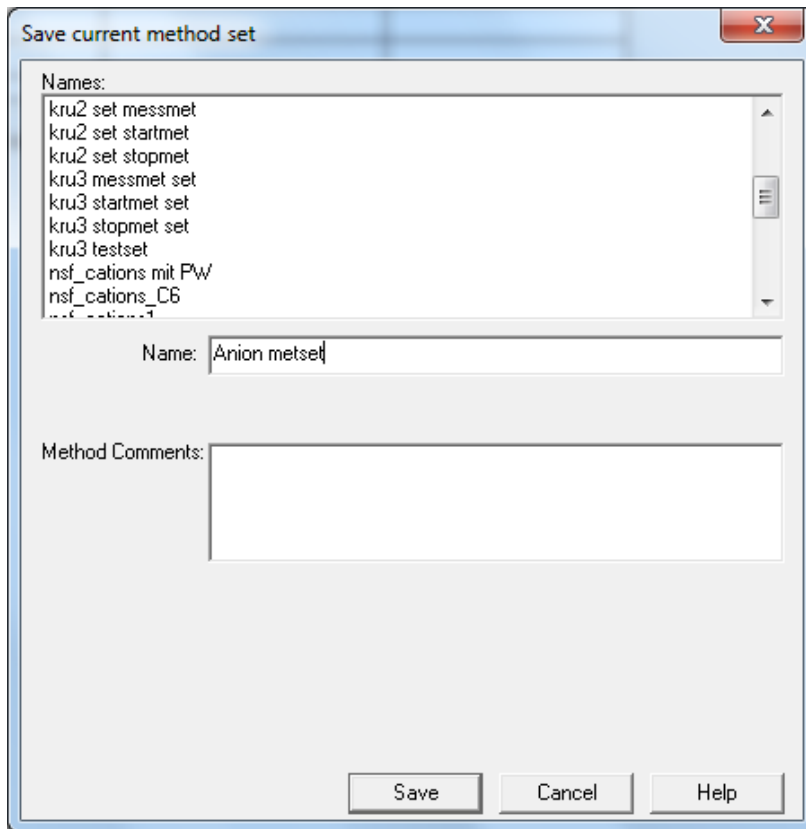 Save current method set
Names:
kru2 set messmet
kru2 set startmet
kru2 set stopmet
kru3 messmet set
kru3 startmet set
kru3 stopmet set
kru3 testset
nsf_cations mit PW
nsf_cations_C6
Name: Anion metset
Method Comments:
Save Cancel Help